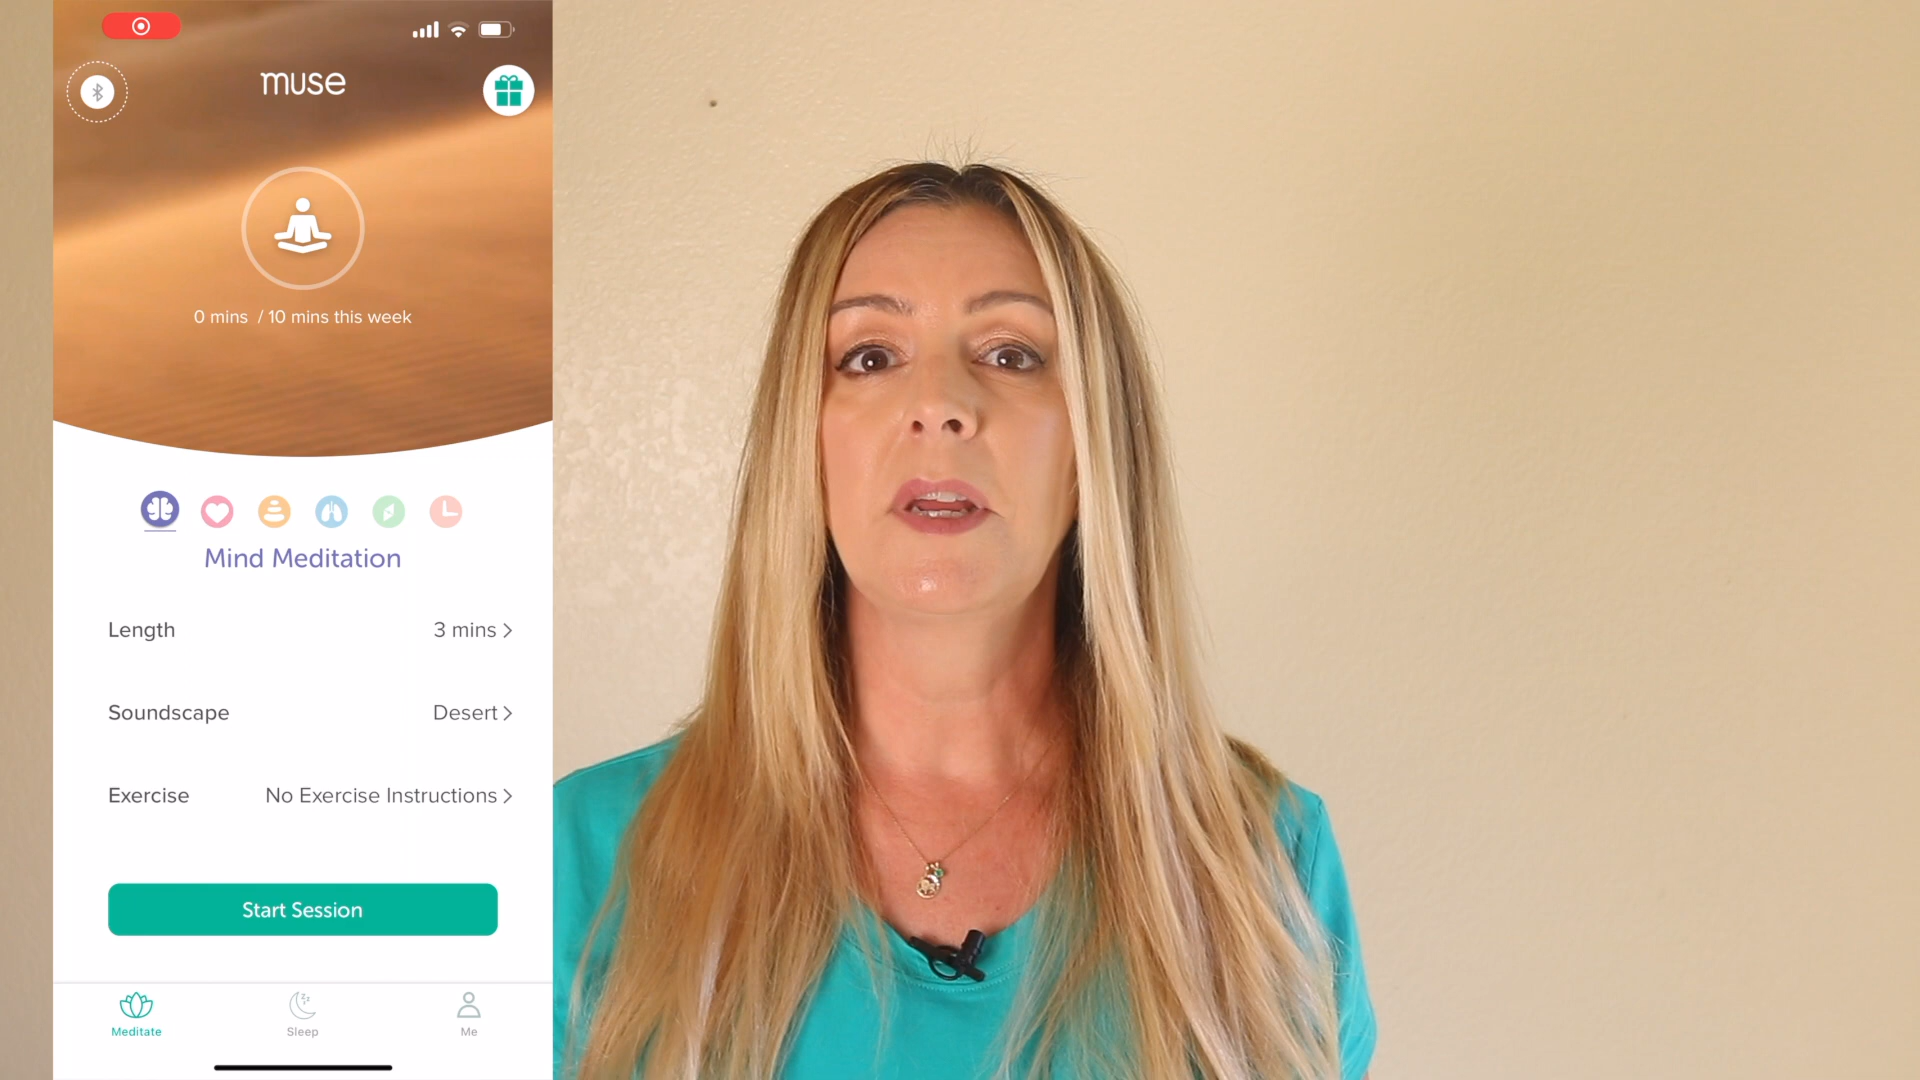 muse
0 mins / 10 mins this week
Mind Meditation
Length 3 mins
Soundscape Desert
Exercise No Exercise Instructions
Start Session
Meditate Sleep Me